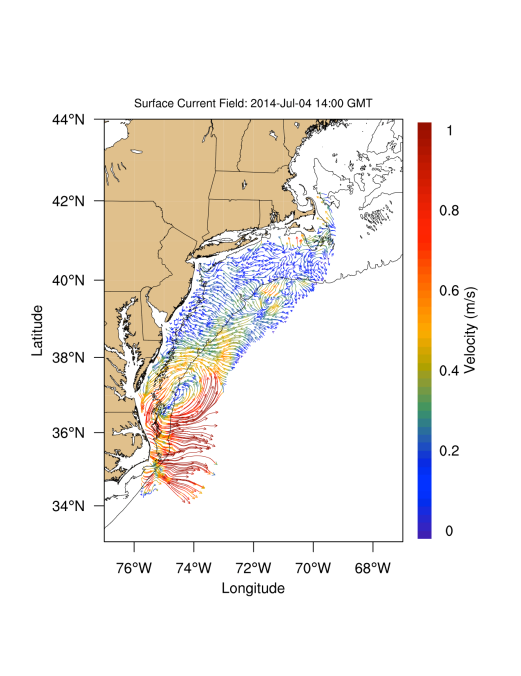 Surface Current Field: 2014-Jul-04 14:00 GMT
44°N
42°N
40°N
38°N
36°N
34°N
Latitude
76°W 74°W 72°W 70°W 68°W
Longitude
1
0.8
0.6
0.4
0.2
0
Velocity (m/s)